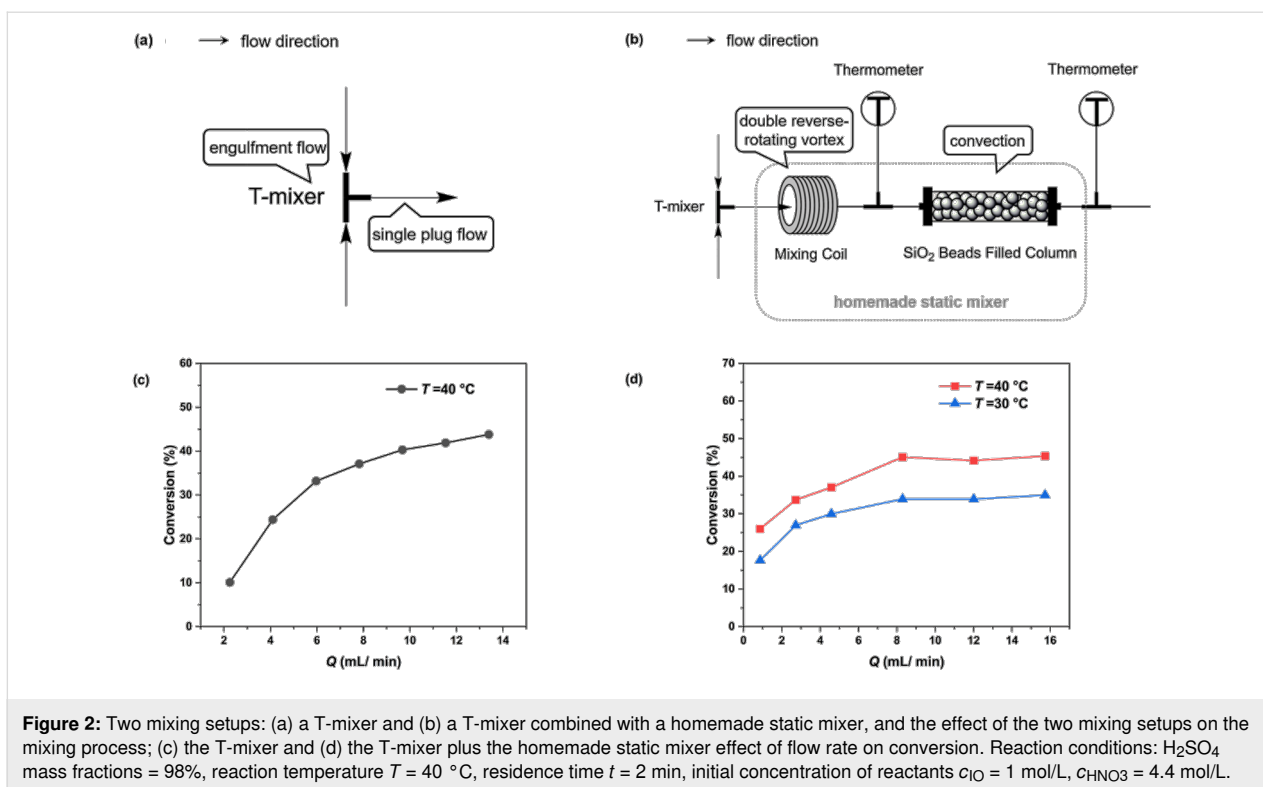 (a)
flow direction
engulfment flow
T-mixer
single plug flow
(b)
flow direction
Thermometer
Thermometer
double reverse-
rotating vortex
convection
T-mixer
Mixing Coil
SiO2 Beads Filled Column
homemade static mixer
(c)
T =40 °C
Conversion (%)
60
50
40
30
20
10
0
2 4 6 8 10 12 14
Q (mL/ min)
(d)
T =40 °C
T =30 °C
Conversion (%)
70
60
50
40
30
20
10
0
0 2 4 6 8 10 12 14 16
Q (mL/ min)
Figure 2: Two mixing setups: (a) a T-mixer and (b) a T-mixer combined with a homemade static mixer, and the effect of the two mixing setups on the
mixing process; (c) the T-mixer and (d) the T-mixer plus the homemade static mixer effect of flow rate on conversion. Reaction conditions: H2SO4
mass fractions = 98%, reaction temperature T = 40 °C, residence time t = 2 min, initial concentration of reactants cIO = 1 mol/L, cHNO3 = 4.4 mol/L.